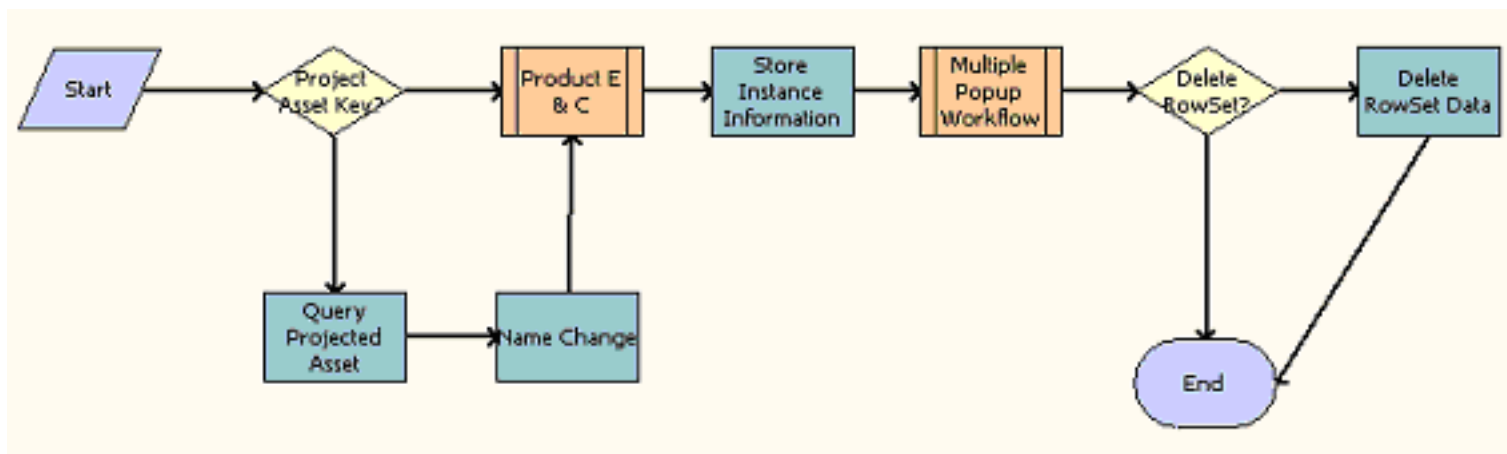 Start
Project
Asset Key?
Product E
& C
Store
Instance
Information
Multiple
Popup
Workflow
Delete
RowSet?
Delete
RowSet Data
Query
Projected
Asset
Name Change
End